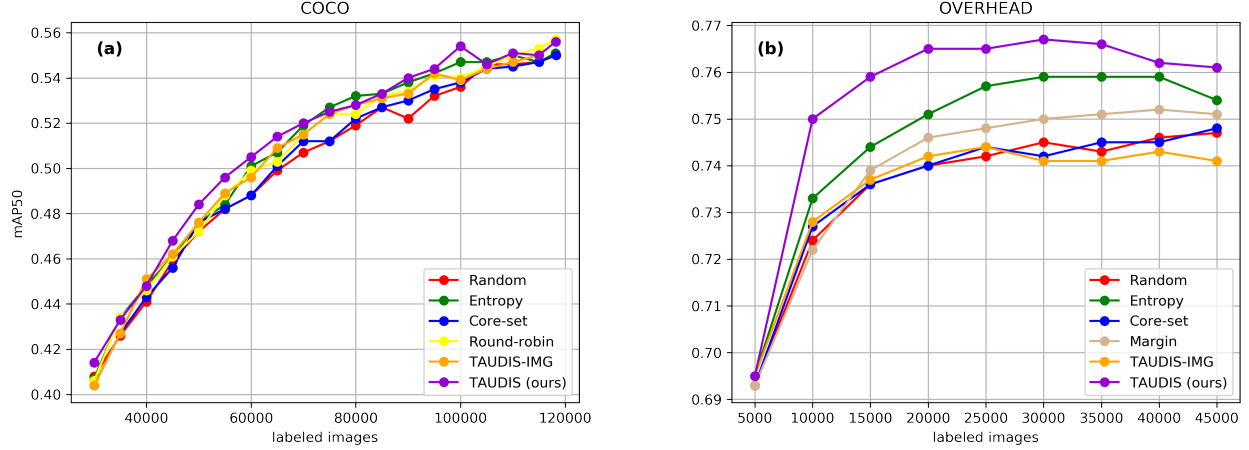 COCO
(a)
mAP50
0.56
0.54
0.52
0.50
0.48
0.46
0.44
0.42
0.40
40000 60000 80000 100000 120000
labeled images
Random
Entropy
Core-set
Round-robin
TAUDIS-IMG
TAUDIS (ours)
OVERHEAD
(b)
0.77
0.76
0.75
0.74
0.73
0.72
0.71
0.70
0.69
5000 10000 15000 20000 25000 30000 35000 40000 45000
labeled images
Random
Entropy
Core-set
Margin
TAUDIS-IMG
TAUDIS (ours)